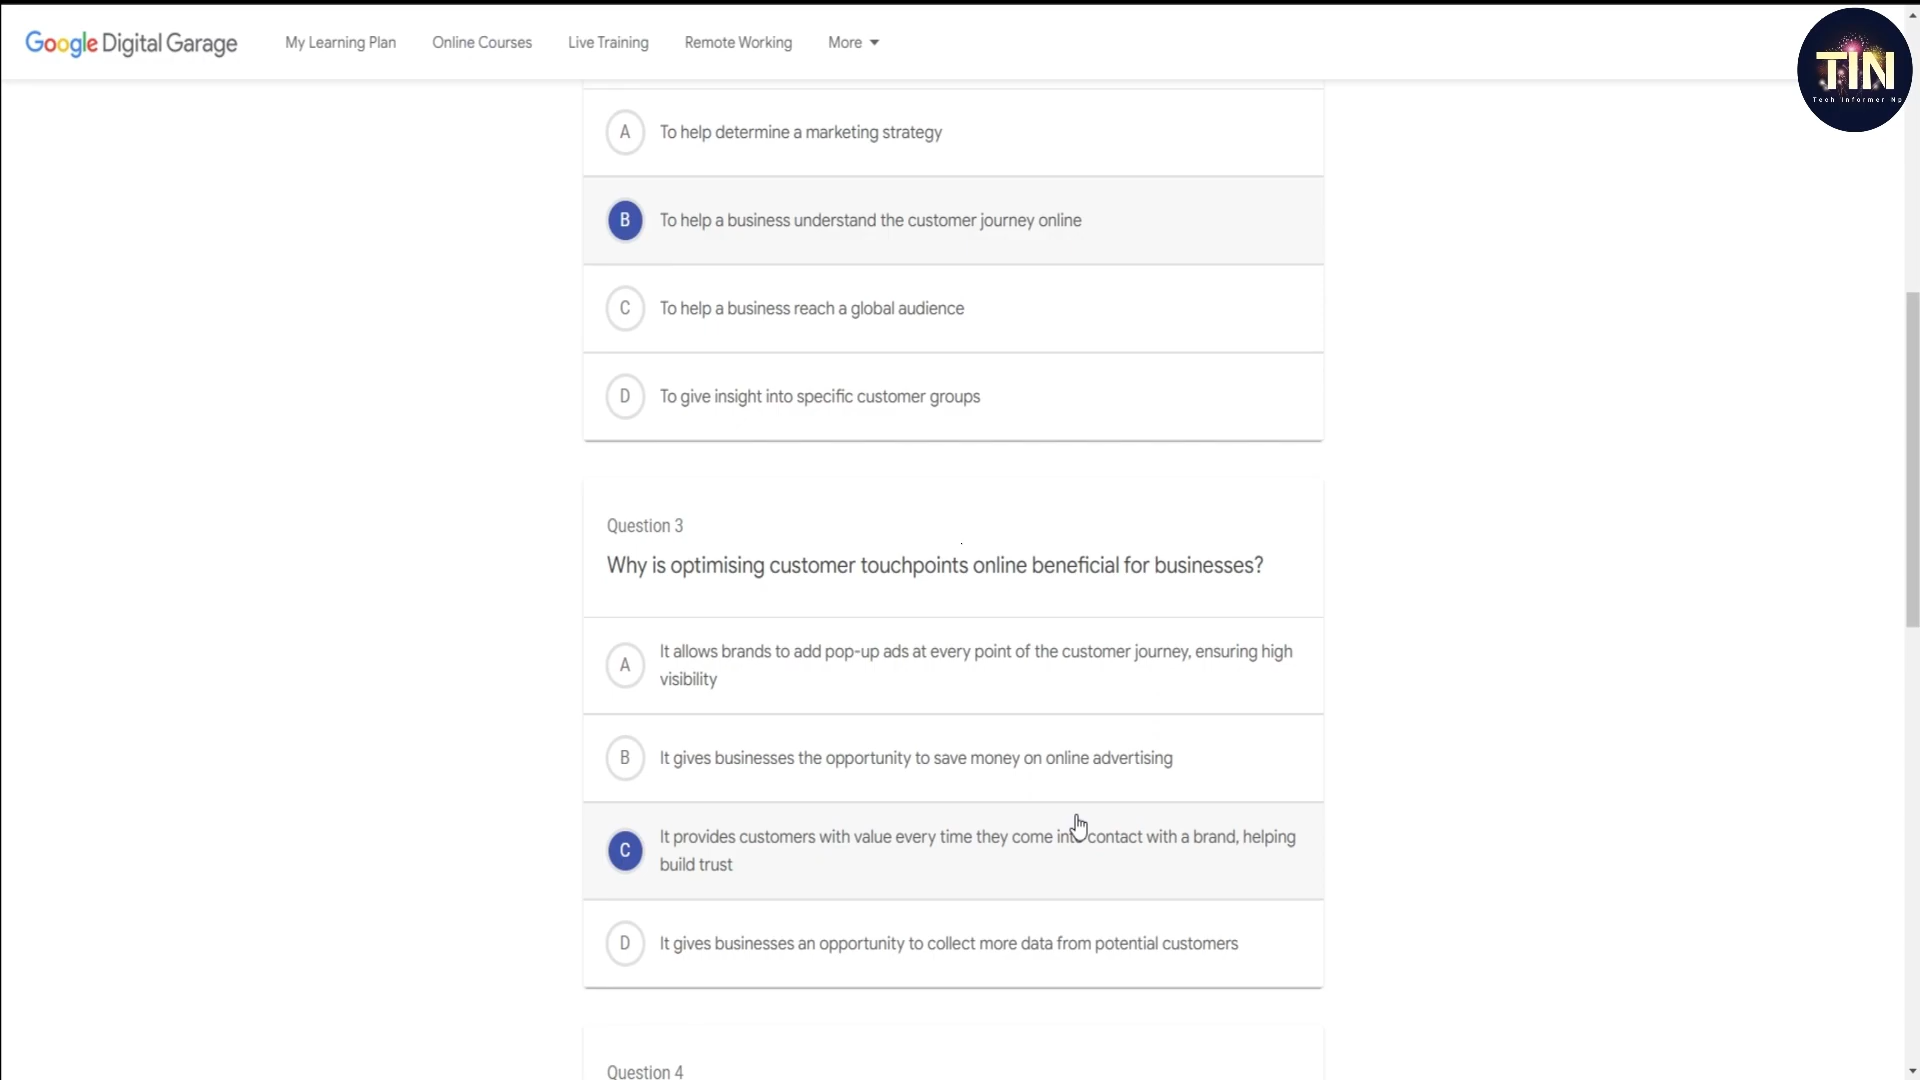 Google Digital Garage My Learning Plan Online Courses Live Training Remote Working More
TIN
Tech Informer Np
A To help determine a marketing strategy
B To help a business understand the customer journey online
C To help a business reach a global audience
D To give insight into specific customer groups
Question 3
Why is optimising customer touchpoints online beneficial for businesses?
A It allows brands to add pop-up ads at every point of the customer journey, ensuring high
visibility
B It gives businesses the opportunity to save money on online advertising
C It provides customers with value every time they come into contact with a brand, helping
build trust
D It gives businesses an opportunity to collect more data from potential customers
Question 4